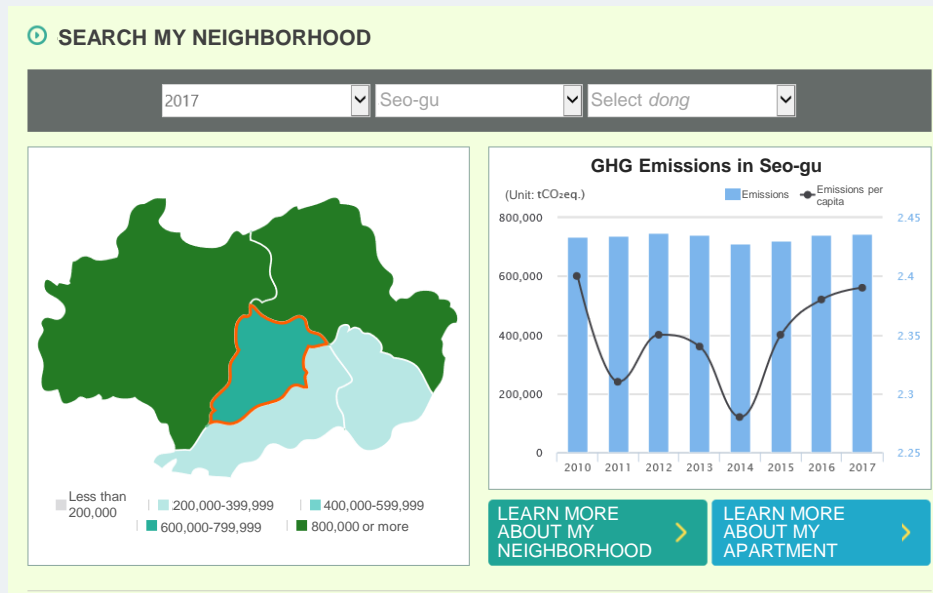 SEARCH MY NEIGHBORHOOD
2017 Seo-gu Select dong
GHG Emissions in Seo-gu
(Unit: tCO₂eq.) Emissions Emissions per
capita
800,000 2.45
600,000 2.4
400,000 2.35
200,000 2.3
0 2.25
2010 2011 2012 2013 2014 2015 2016 2017
Less than
200,000 200,000-399,999 400,000-599,999
600,000-799,999 800,000 or more
LEARN MORE
ABOUT MY
NEIGHBORHOOD
LEARN MORE
ABOUT MY
APARTMENT